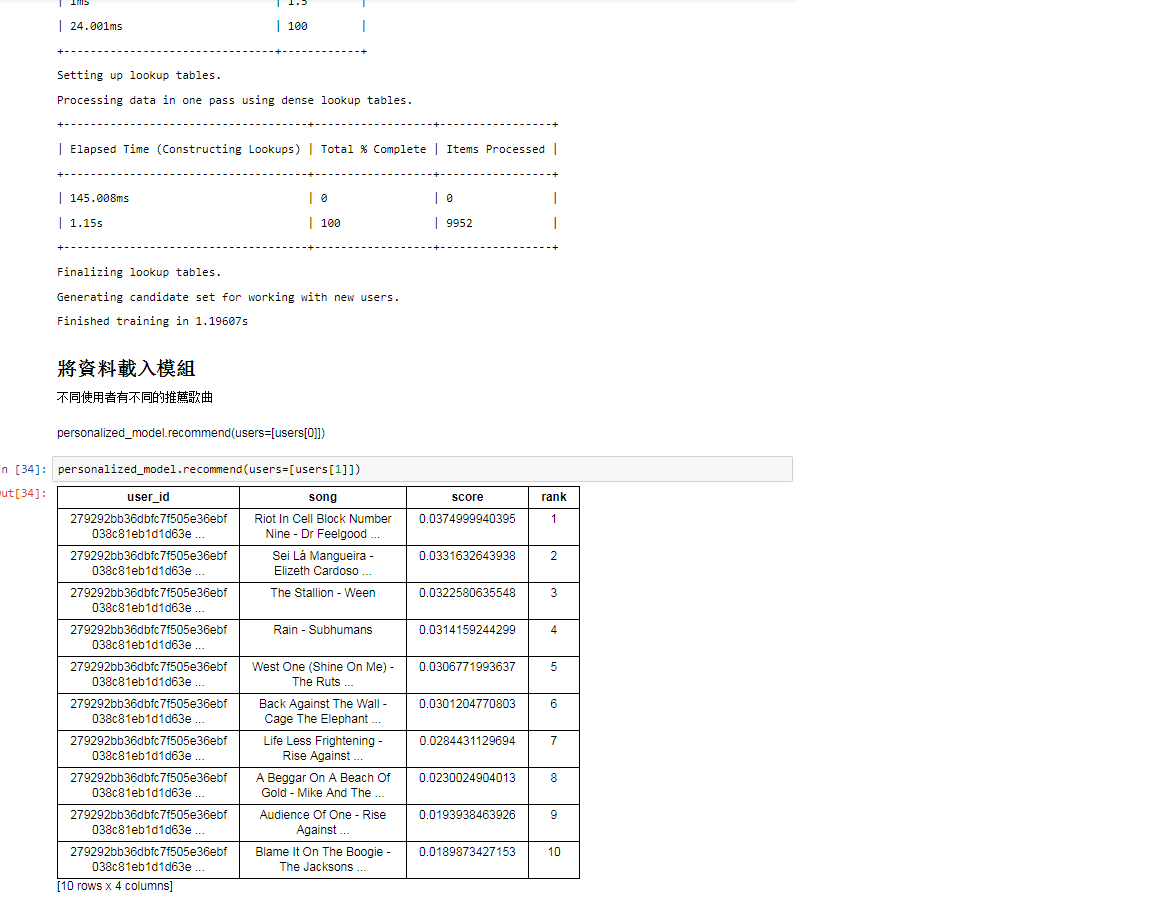 | 1ms | 1.5 |
| 24.001ms | 100 |
+--------------------------------+------------+
Setting up lookup tables.
Processing data in one pass using dense lookup tables.
+-------------------------------------+------------------+-----------------+
| Elapsed Time (Constructing Lookups) | Total % Complete | Items Processed |
+-------------------------------------+------------------+-----------------+
| 145.008ms | 0 | 0 |
| 1.15s | 100 | 9952 |
+-------------------------------------+------------------+-----------------+
Finalizing lookup tables.
Generating candidate set for working with new users.
Finished training in 1.19607s
將資料載入模組
不同使用者有不同的推薦歌曲
personalized_model.recommend(users=[users[0]])
n [34]: personalized_model.recommend(users=[users[1]])
ut[34]:
user_id song score rank
279292bb36dbfc7f505e36ebf Riot In Cell Block Number 0.0374999940395 1
038c81eb1d1d63e ... Nine - Dr Feelgood ...
279292bb36dbfc7f505e36ebf Sei Lá Mangueira - 0.0331632643938 2
038c81eb1d1d63e ... Elizeth Cardoso ...
279292bb36dbfc7f505e36ebf The Stallion - Ween 0.0322580635548 3
038c81eb1d1d63e ...
279292bb36dbfc7f505e36ebf Rain - Subhumans 0.0314159244299 4
038c81eb1d1d63e ...
279292bb36dbfc7f505e36ebf West One (Shine On Me) - 0.0306771993637 5
038c81eb1d1d63e ... The Ruts ...
279292bb36dbfc7f505e36ebf Back Against The Wall - 0.0301204770803 6
038c81eb1d1d63e ... Cage The Elephant ...
279292bb36dbfc7f505e36ebf Life Less Frightening - 0.0284431129694 7
038c81eb1d1d63e ... Rise Against ...
279292bb36dbfc7f505e36ebf A Beggar On A Beach Of 0.0230024904013 8
038c81eb1d1d63e ... Gold - Mike And The ...
279292bb36dbfc7f505e36ebf Audience Of One - Rise 0.0193938463926 9
038c81eb1d1d63e ... Against ...
279292bb36dbfc7f505e36ebf Blame It On The Boogie - 0.0189873427153 10
038c81eb1d1d63e ... The Jacksons ...
[10 rows x 4 columns]